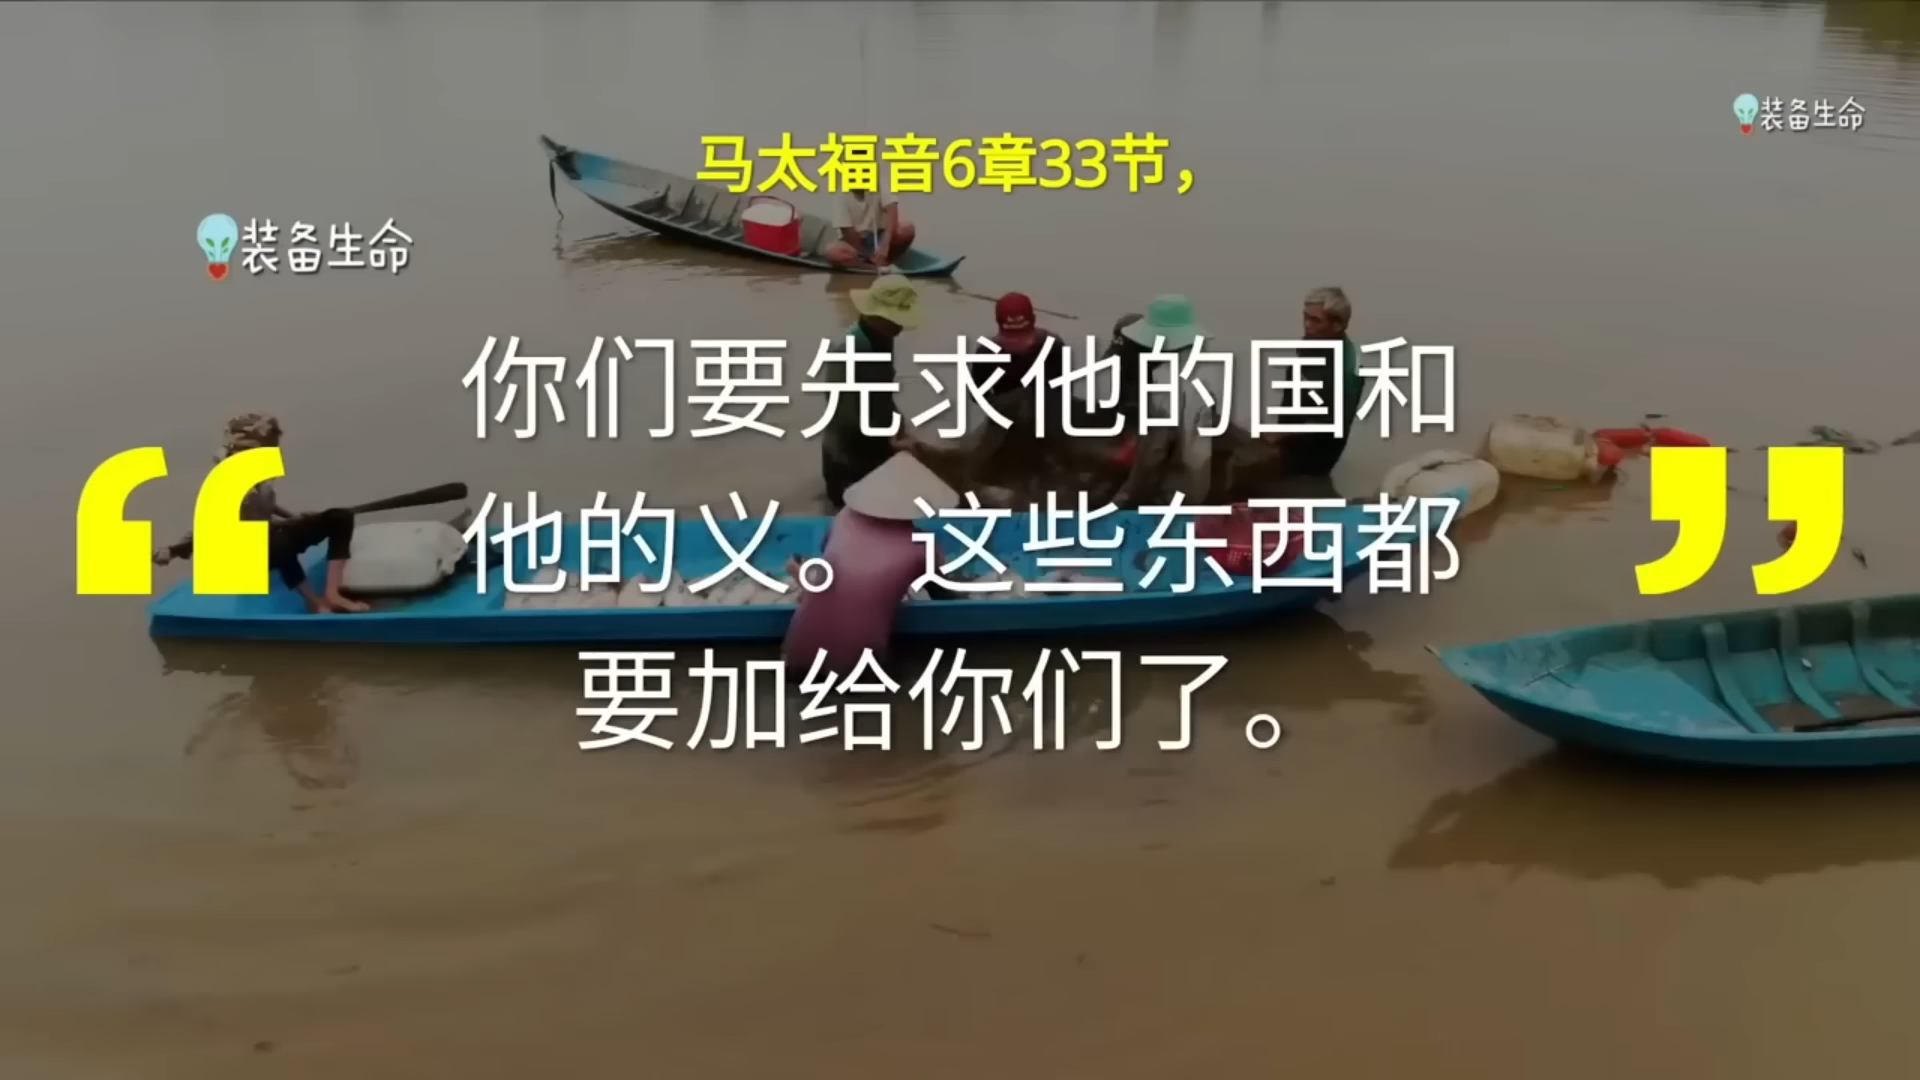 装备生命
马太福音6章33节，
装备生命
“
你们要先求他的国和
他的义。这些东西都
要加给你们了。
”